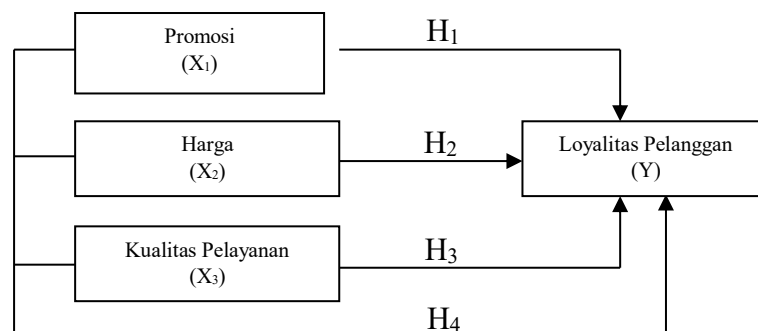 Promosi
(X₁)
H₁
Harga
(X₂)
H₂
Loyalitas Pelanggan
(Y)
Kualitas Pelayanan
(X₃)
H₃
H₄